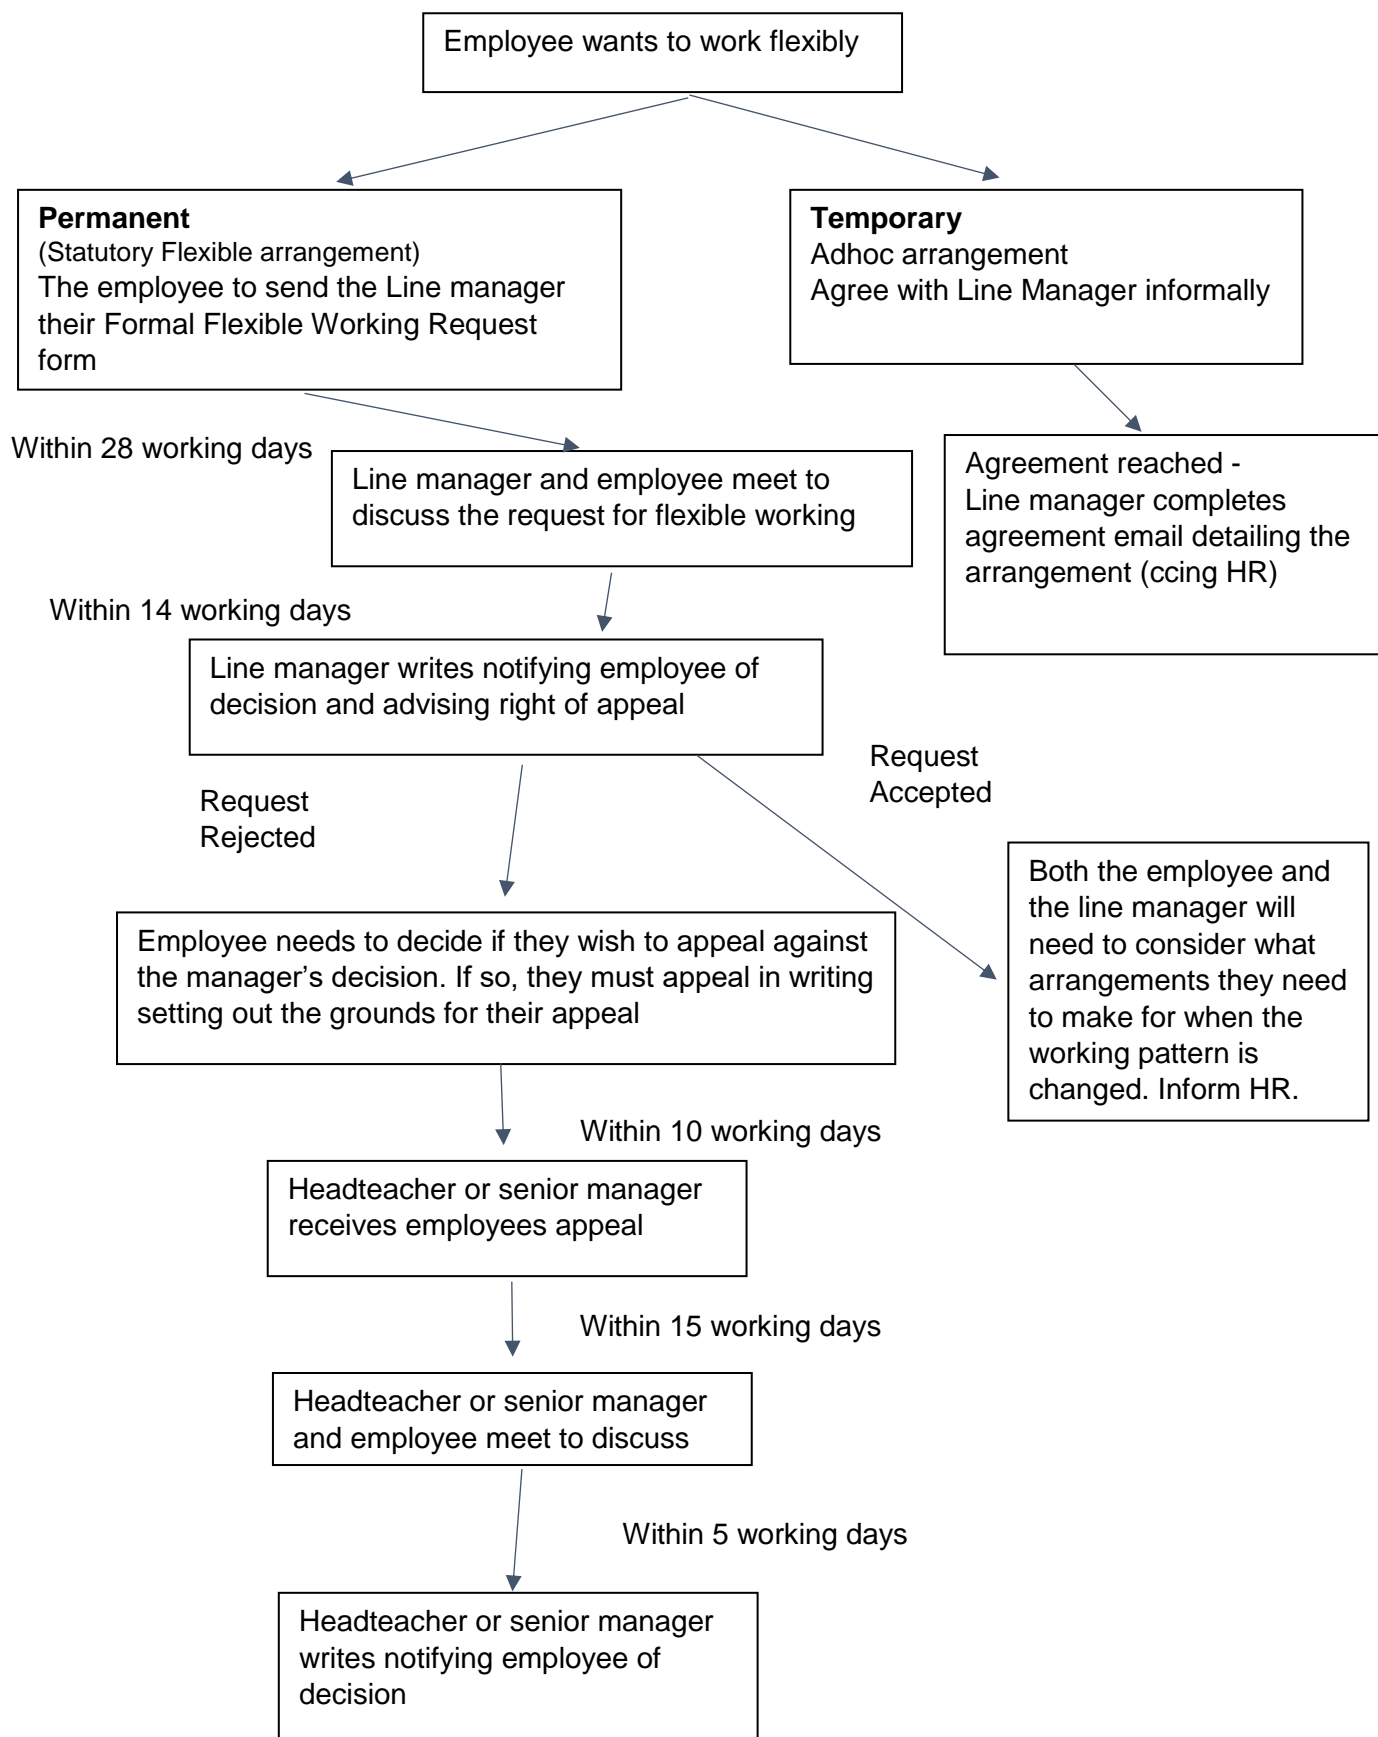 Employee wants to work flexibly
Permanent
(Statutory Flexible arrangement)
The employee to send the Line manager
their Formal Flexible Working Request
form
Temporary
Adhoc arrangement
Agree with Line Manager informally
Within 28 working days
Line manager and employee meet to
discuss the request for flexible working
Agreement reached -
Line manager completes
agreement email detailing the
arrangement (ccing HR)
Within 14 working days
Line manager writes notifying employee of
decision and advising right of appeal
Request
Rejected
Request
Accepted
Both the employee and
the line manager will
need to consider what
arrangements they need
to make for when the
working pattern is
changed. Inform HR.
Employee needs to decide if they wish to appeal against
the manager’s decision. If so, they must appeal in writing
setting out the grounds for their appeal
Within 10 working days
Headteacher or senior manager
receives employees appeal
Within 15 working days
Headteacher or senior manager
and employee meet to discuss
Within 5 working days
Headteacher or senior manager
writes notifying employee of
decision